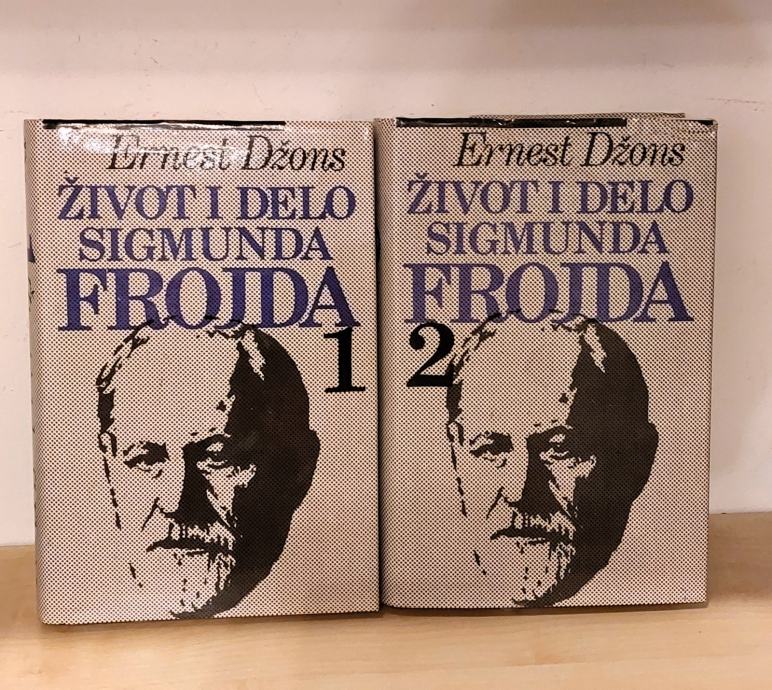 Ernest Džons
ŽIVOT I DELO
SIGMUNDA
FROJDA
1
Ernest Džons
ŽIVOT I DELO
SIGMUNDA
FROJDA
2